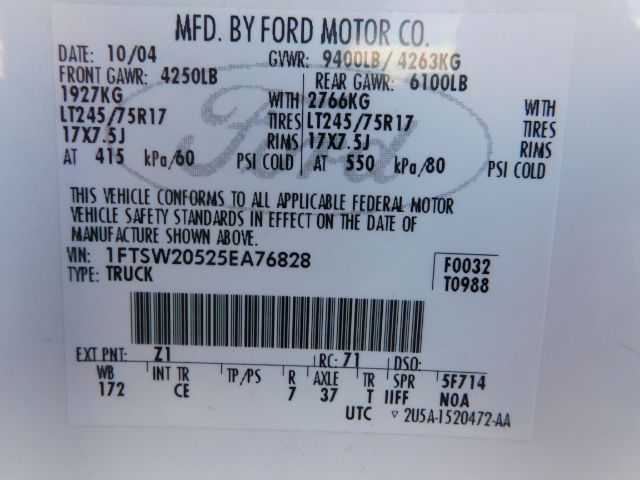 MFD. BY FORD MOTOR CO.
DATE: 10/04 GVWR: 9400LB/ 4263KG
FRONT GAWR: 4250LB REAR GAWR: 6100LB
1927KG WITH 2766KG WITH
LT245/75R17 TIRES LT245/75R17 TIRES
17X7.5J RIMS 17X7.5J RIMS
AT 415 kPa/60 PSI COLD AT 550 kPa/80 PSI COLD
Ford
THIS VEHICLE CONFORMS TO ALL APPLICABLE FEDERAL MOTOR
VEHICLE SAFETY STANDARDS IN EFFECT ON THE DATE OF
MANUFACTURE SHOWN ABOVE.
VIN: 1FTSW20525EA76828 F0032
TYPE: TRUCK T0988
EXT PNT: Z1 RC: 71 DSO:
WB INT TR TP/PS R AXLE TR SPR 5F714
172 CE 7 37 T IIFF NOA
UTC ▽ 2U5A-1520472-AA